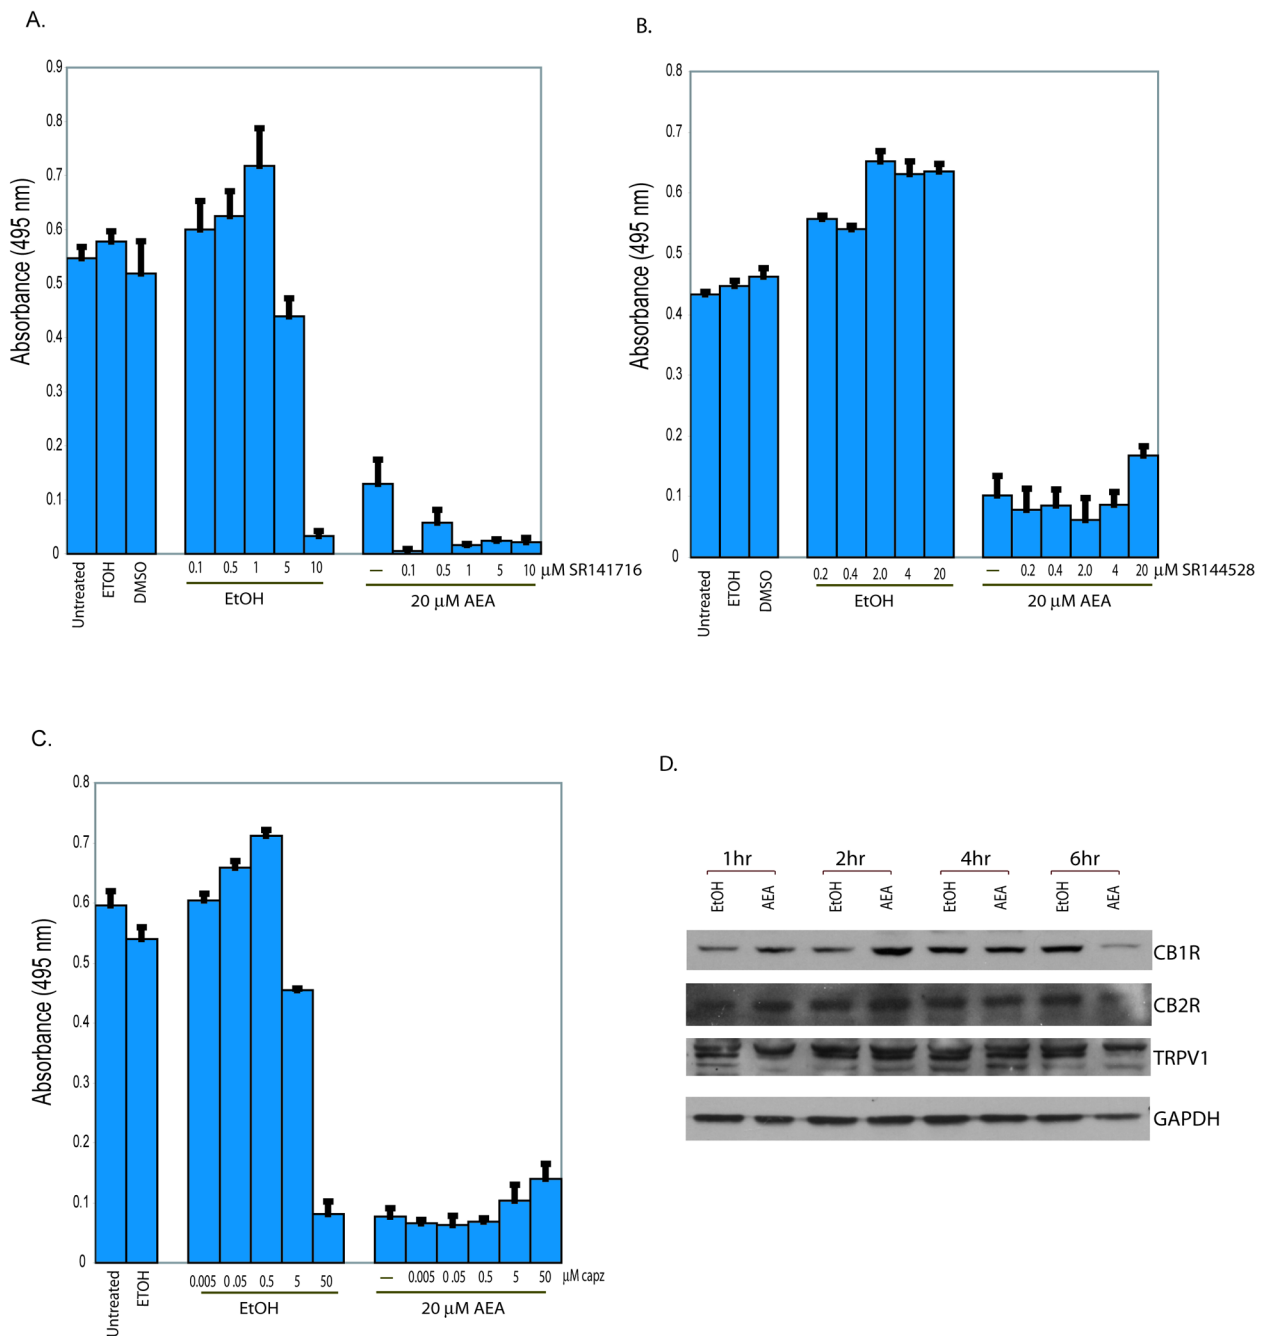 A.
0.9
0.8
0.7
0.6
0.5
0.4
0.3
0.2
0.1
0
Absorbance (495 nm)
Untreated
ETOH
DMSO
0.1 0.5 1 5 10
EtOH
— 0.1 0.5 1 5 10 μM SR141716
20 μM AEA
B.
0.8
0.7
0.6
0.5
0.4
0.3
0.2
0.1
0
Absorbance (495 nm)
Untreated
ETOH
DMSO
0.2 0.4 2.0 4 20
EtOH
— 0.2 0.4 2.0 4 20 μM SR144528
20 μM AEA
C.
0.8
0.7
0.6
0.5
0.4
0.3
0.2
0.1
0
Absorbance (495 nm)
Untreated
ETOH
0.005 0 .05 0.5 5 50
EtOH
— 0.005 0 .05 0.5 5 50 μM capz
20 μM AEA
D.
1hr 2hr 4hr 6hr
EtOH AEA EtOH AEA EtOH AEA EtOH AEA
CB1R
CB2R
TRPV1
GAPDH